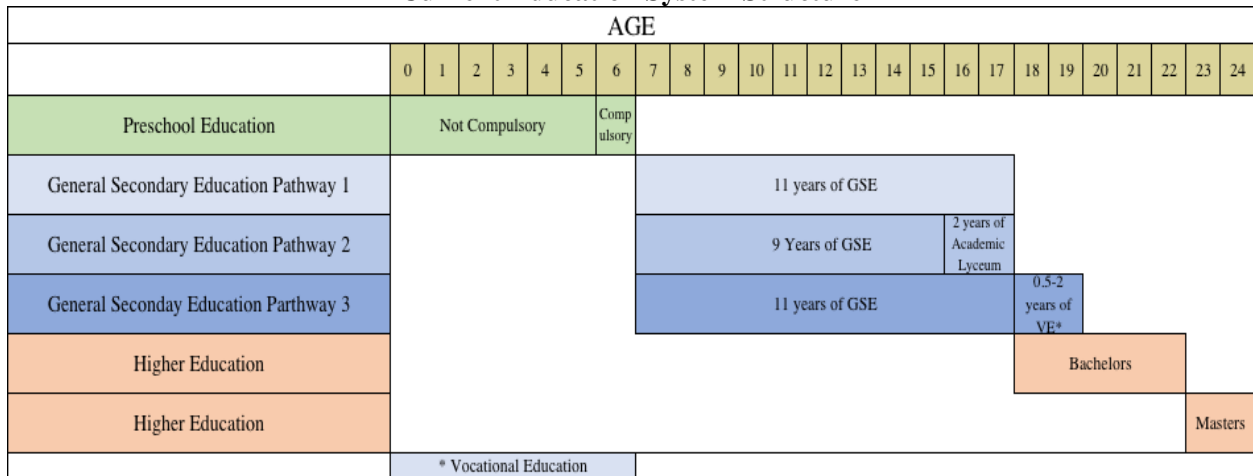 AGE
0 1 2 3 4 5 6 7 8 9 10 11 12 13 14 15 16 17 18 19 20 21 22 23 24
Preschool Education
Not Compulsory
Comp
ulsory
General Secondary Education Pathway 1
11 years of GSE
General Secondary Education Pathway 2
9 Years of GSE
2 years of
Academic
Lyceum
General Seconday Education Parthway 3
11 years of GSE
0.5-2
years of
VE*
Higher Education
Bachelors
Higher Education
Masters
* Vocational Education